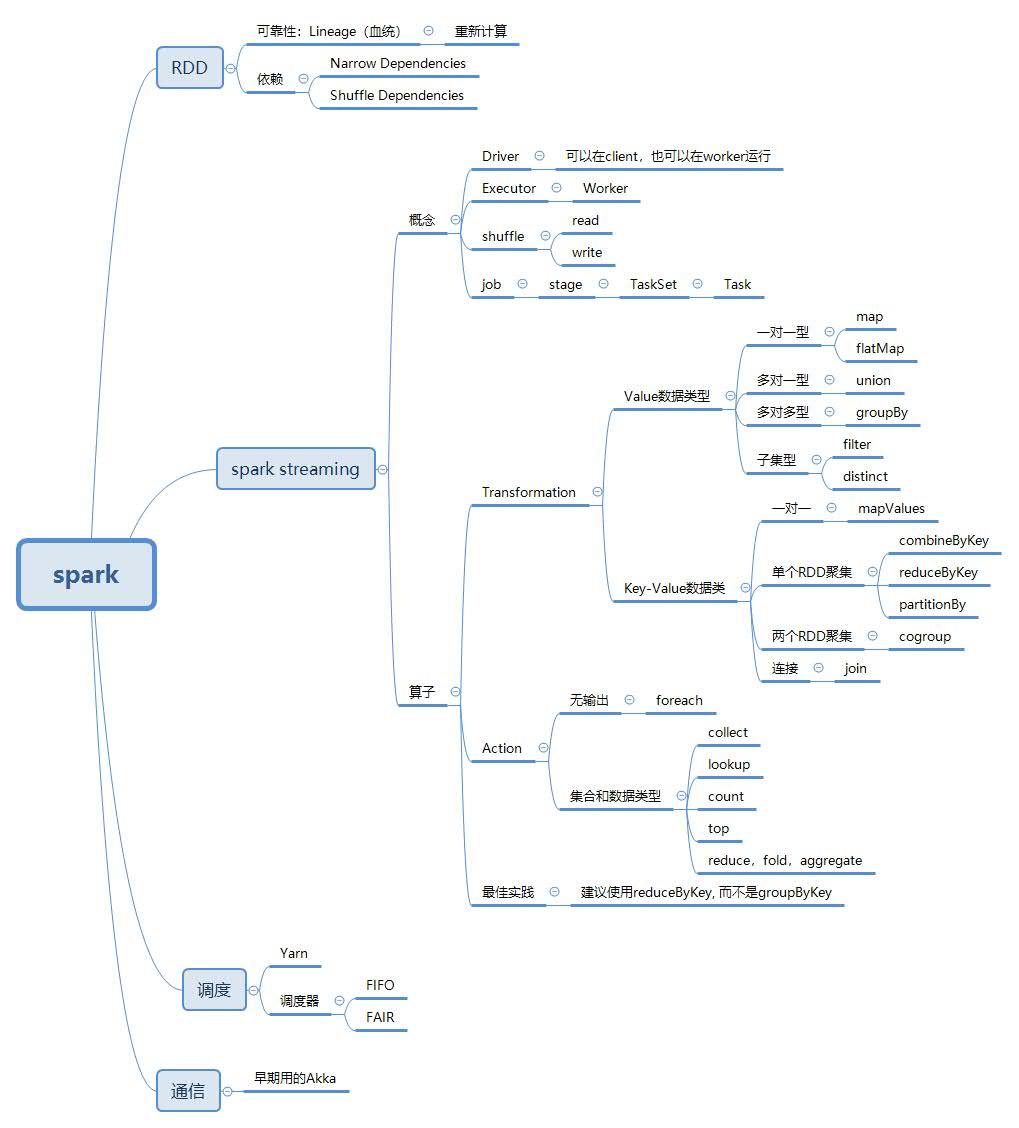 spark
RDD
可靠性：Lineage（血统）
重新计算
依赖
Narrow Dependencies
Shuffle Dependencies
spark streaming
概念
Driver
可以在client，也可以在worker运行
Executor
Worker
shuffle
read
write
job
stage
TaskSet
Task
算子
Transformation
Value数据类型
一对一型
map
flatMap
多对一型
union
多对多型
groupBy
子集型
filter
distinct
Key-Value数据类
一对一
mapValues
单个RDD聚集
combineByKey
reduceByKey
partitionBy
两个RDD聚集
cogroup
连接
join
Action
无输出
foreach
集合和数据类型
collect
lookup
count
top
reduce，fold，aggregate
最佳实践
建议使用reduceByKey, 而不是groupByKey
调度
Yarn
调度器
FIFO
FAIR
通信
早期用的Akka